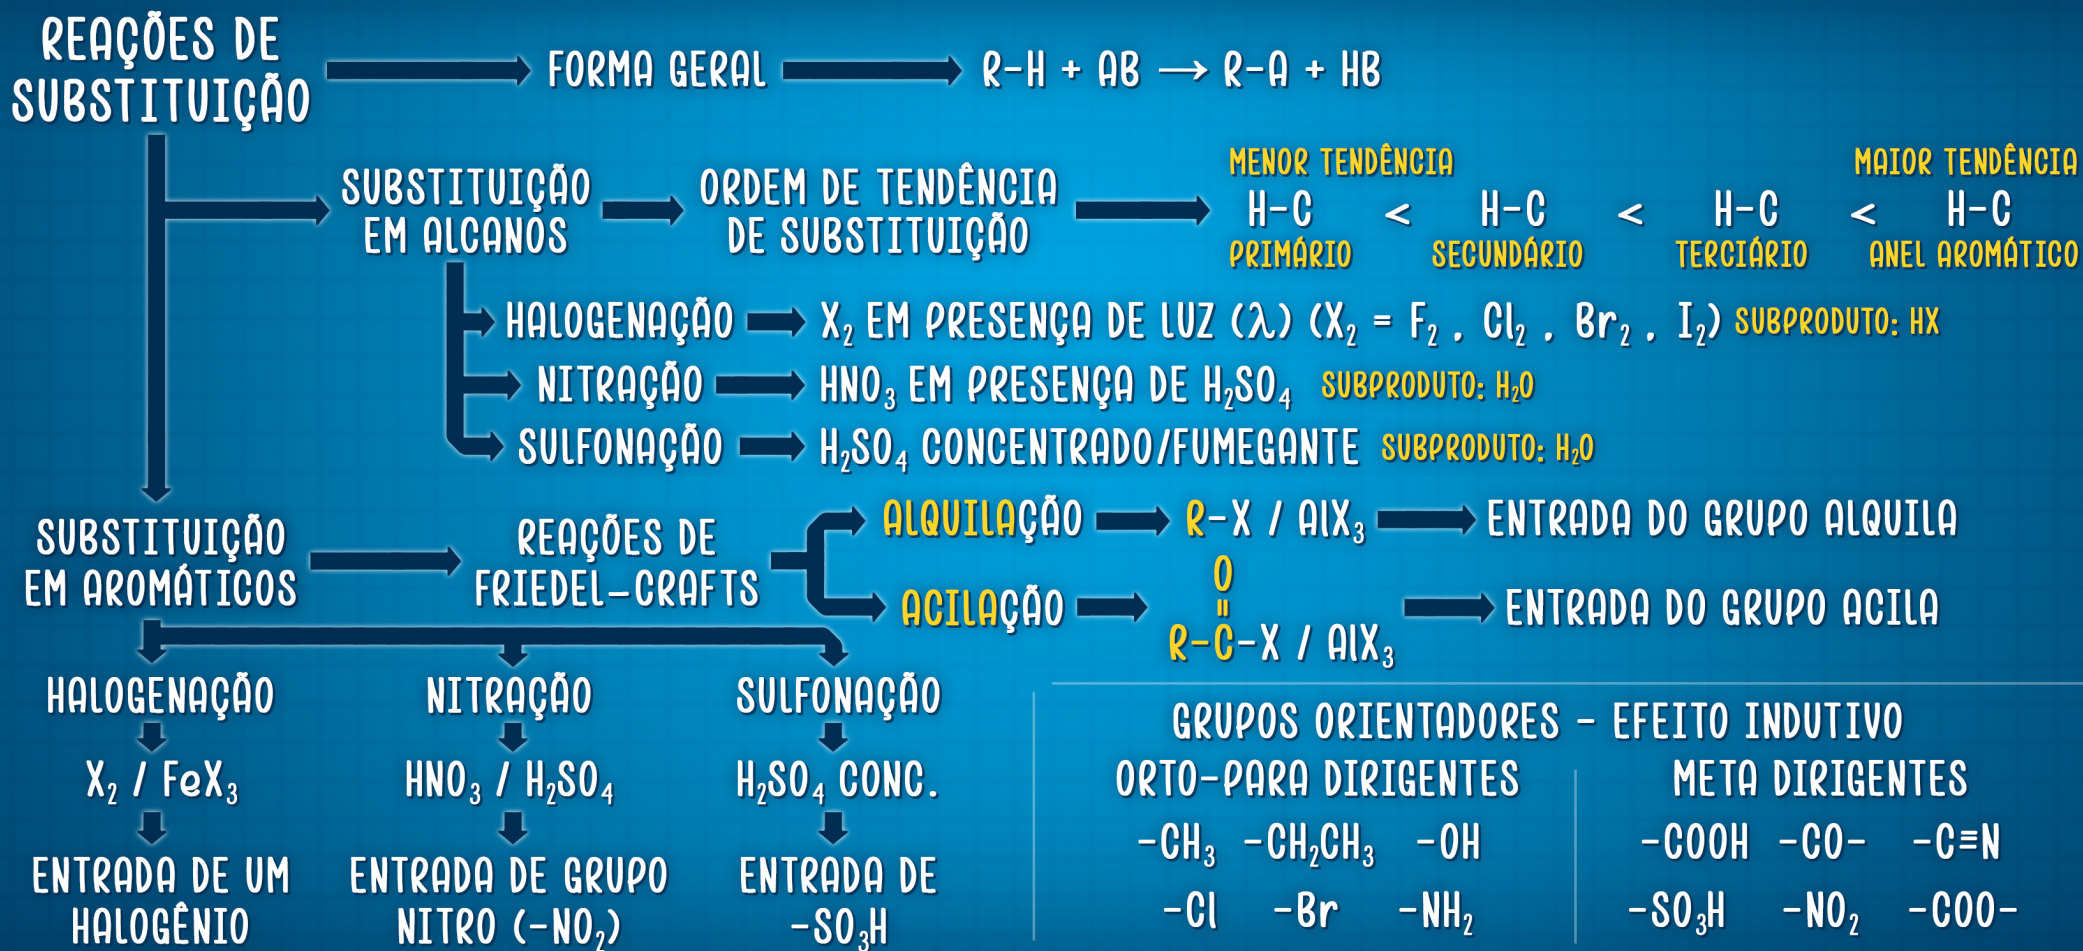 REAÇÕES DE
SUBSTITUIÇÃO
FORMA GERAL
R-H + AB → R-A + HB
SUBSTITUIÇÃO
EM ALCANOS
ORDEM DE TENDÊNCIA
DE SUBSTITUIÇÃO
MENOR TENDÊNCIA MAIOR TENDÊNCIA
H-C < H-C < H-C < H-C
PRIMÁRIO SECUNDÁRIO TERCIÁRIO ANEL AROMÁTICO
HALOGENAÇÃO X₂ EM PRESENÇA DE LUZ (λ) (X₂ = F₂ , Cl₂ , Br₂ , I₂) SUBPRODUTO: HX
NITRAÇÃO HNO₃ EM PRESENÇA DE H₂SO₄ SUBPRODUTO: H₂O
SULFONAÇÃO H₂SO₄ CONCENTRADO/FUMEGANTE SUBPRODUTO: H₂O
SUBSTITUIÇÃO
EM AROMÁTICOS
REAÇÕES DE
FRIEDEL-CRAFTS
ALQUILAÇÃO R-X / AlX₃ ENTRADA DO GRUPO ALQUILA
O
=
ACILAÇÃO R-C-X / AlX₃ ENTRADA DO GRUPO ACILA
HALOGENAÇÃO
X₂ / FeX₃
ENTRADA DE UM
HALOGÊNIO
NITRAÇÃO
HNO₃ / H₂SO₄
ENTRADA DE GRUPO
NITRO (-NO₂)
SULFONAÇÃO
H₂SO₄ CONC.
ENTRADA DE
-SO₃H
GRUPOS ORIENTADORES - EFEITO INDUTIVO
ORTO-PARA DIRIGENTES
-CH₃ -CH₂CH₃ -OH
-Cl -Br -NH₂
META DIRIGENTES
-COOH -CO- -C≡N
-SO₃H -NO₂ -COO-